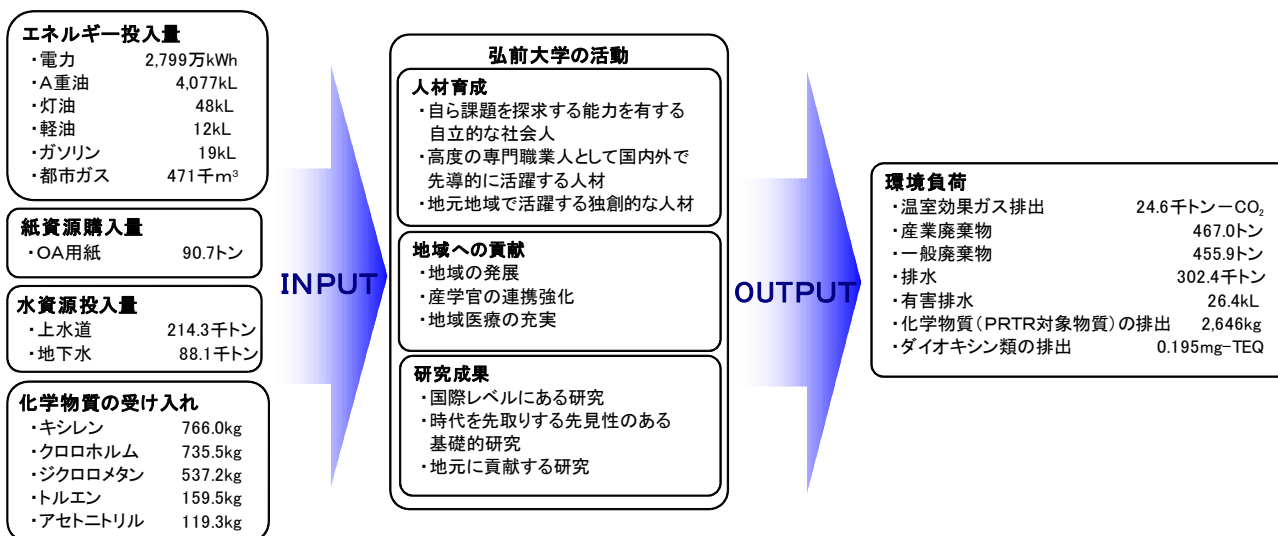 エネルギー投入量
・電力 2,799万kWh
・A重油 4,077kL
・灯油 48kL
・軽油 12kL
・ガソリン 19kL
・都市ガス 471千m³
紙資源購入量
・OA用紙 90.7トン
水資源投入量
・上水道 214.3千トン
・地下水 88.1千トン
化学物質の受け入れ
・キシレン 766.0kg
・クロロホルム 735.5kg
・ジクロロメタン 537.2kg
・トルエン 159.5kg
・アセトニトリル 119.3kg
INPUT
弘前大学の活動
人材育成
・自ら課題を探求する能力を有する
自立的な社会人
・高度の専門職業人として国内外で
先導的に活躍する人材
・地元地域で活躍する独創的な人材
地域への貢献
・地域の発展
・産学官の連携強化
・地域医療の充実
研究成果
・国際レベルにある研究
・時代を先取りする先見性のある
基礎的研究
・地元に貢献する研究
OUTPUT
環境負荷
・温室効果ガス排出 24.6千トン-CO₂
・産業廃棄物 467.0トン
・一般廃棄物 455.9トン
・排水 302.4千トン
・有害排水 26.4kL
・化学物質(PRTR対象物質)の排出 2,646kg
・ダイオキシン類の排出 0.195mg-TEQ